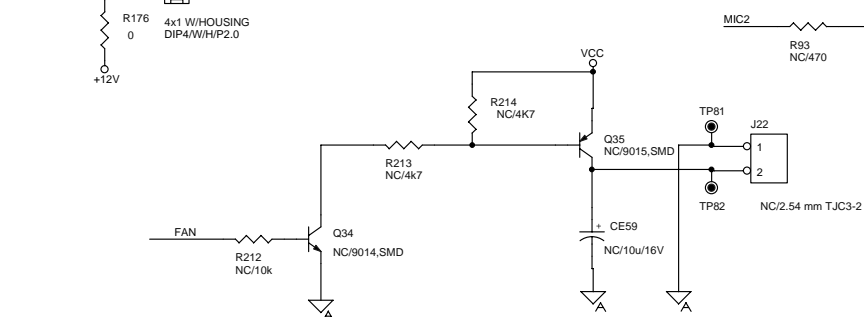 R176
0
4x1 W/HOUSING
DIP4/W/H/P2.0
+12V
MIC2
R93
NC/470
VCC
R214
NC/4K7
Q35
NC/9015,SMD
TP81
J22
1
2
TP82
NC/2.54 mm TJC3-2
R213
NC/4k7
FAN
R212
NC/10k
Q34
NC/9014,SMD
+
CE59
NC/10u/16V
A
A
A